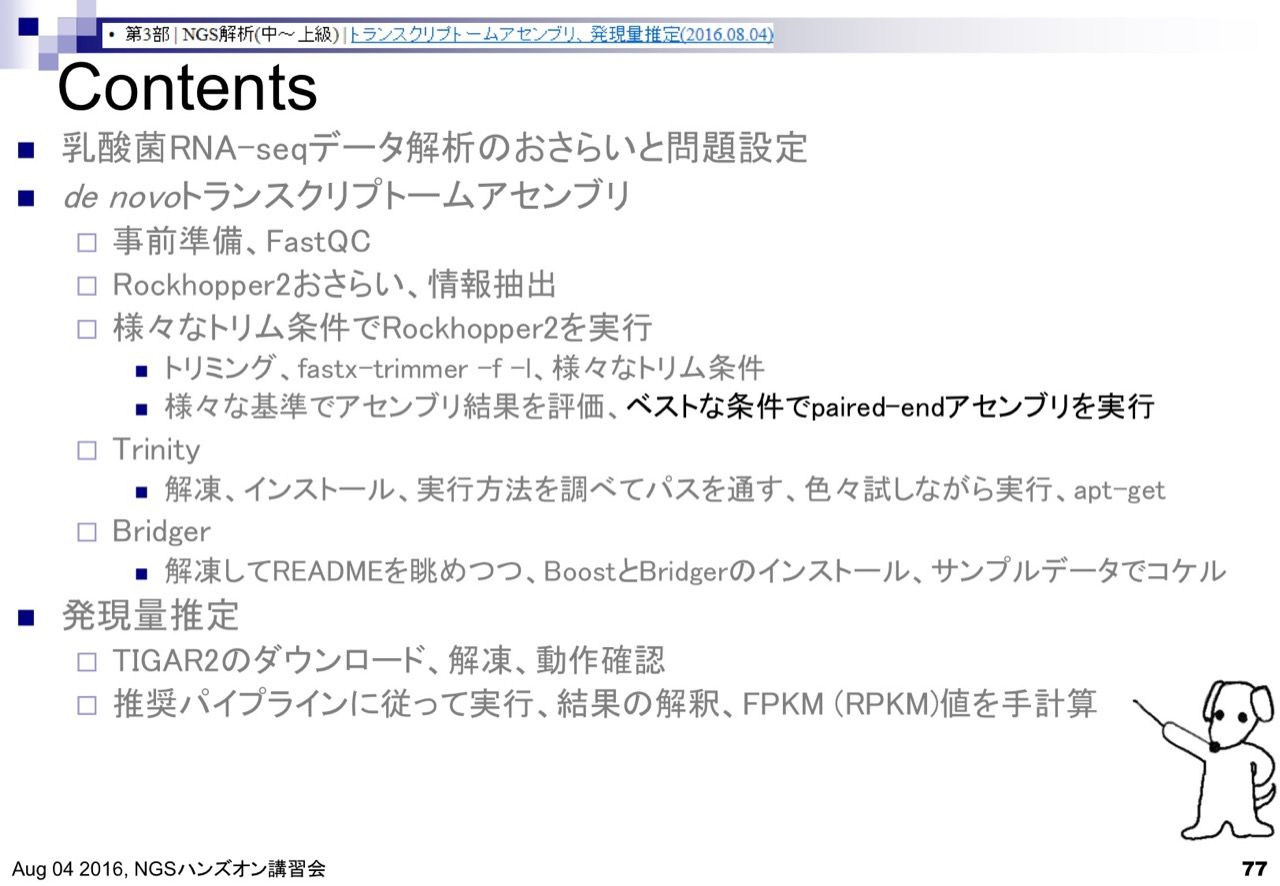 • 第3部 | NGS解析(中～上級) | トランスクリプトームアセンブリ、発現量推定(2016.08.04)
Contents
乳酸菌RNA-seqデータ解析のおさらいと問題設定
de novoトランスクリプトームアセンブリ
事前準備、FastQC
Rockhopper2おさらい、情報抽出
様々なトリム条件でRockhopper2を実行
トリミング、fastx-trimmer -f -l、様々なトリム条件
様々な基準でアセンブリ結果を評価、ベストな条件でpaired-endアセンブリを実行
Trinity
解凍、インストール、実行方法を調べてパスを通す、色々試しながら実行、apt-get
Bridger
解凍してREADMEを眺めつつ、BoostとBridgerのインストール、サンプルデータでコケル
発現量推定
TIGAR2のダウンロード、解凍、動作確認
推奨パイプラインに従って実行、結果の解釈、FPKM (RPKM)値を手計算
Aug 04 2016, NGSハンズオン講習会
77